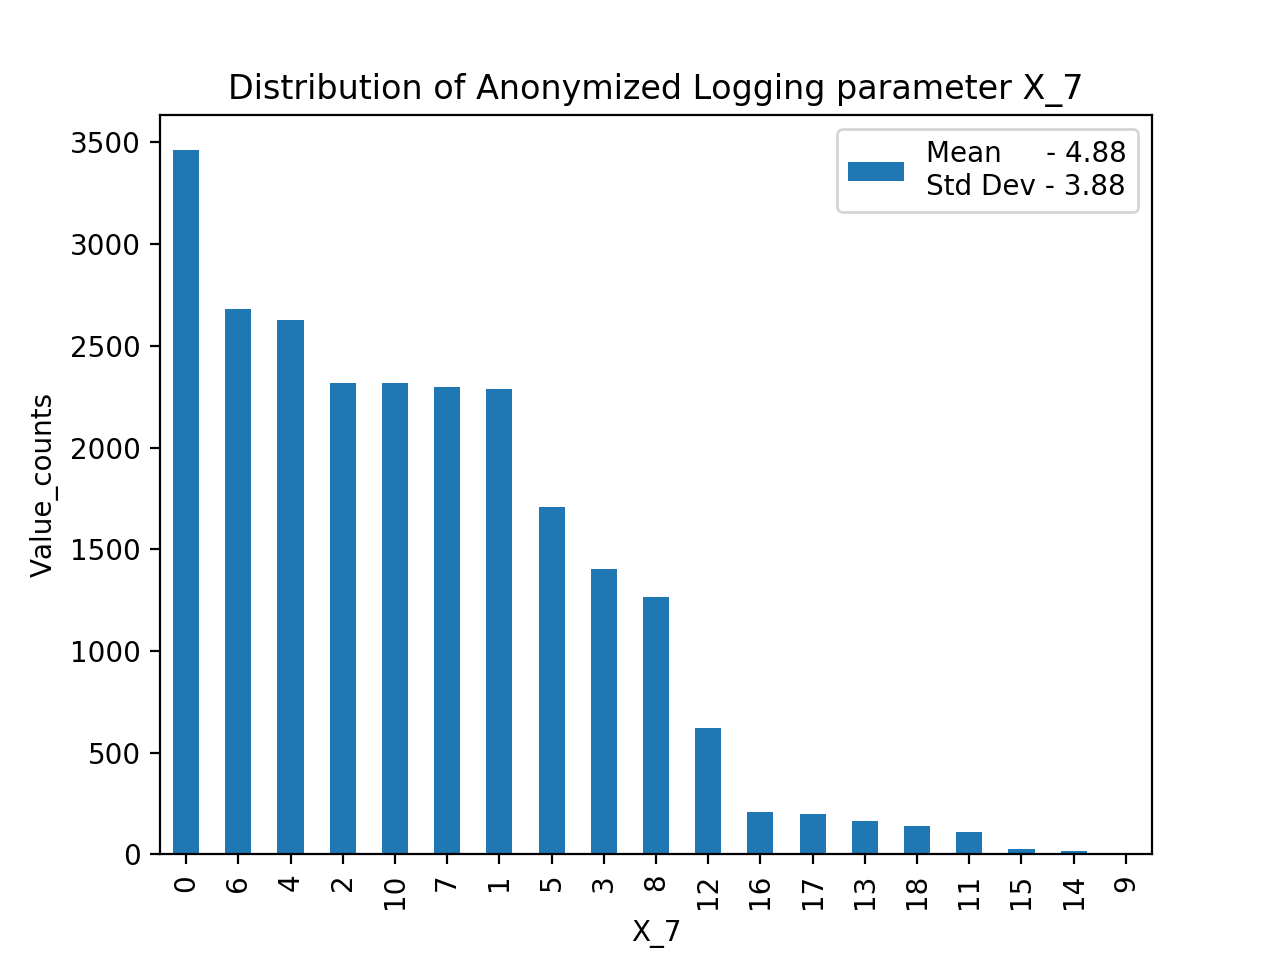 Distribution of Anonymized Logging parameter X_7
Mean - 4.88
Std Dev - 3.88
Value_counts
3500
3000
2500
2000
1500
1000
500
0
0 6 4 2 10 7 1 5 3 8 12 16 17 13 18 11 15 14 9
X_7